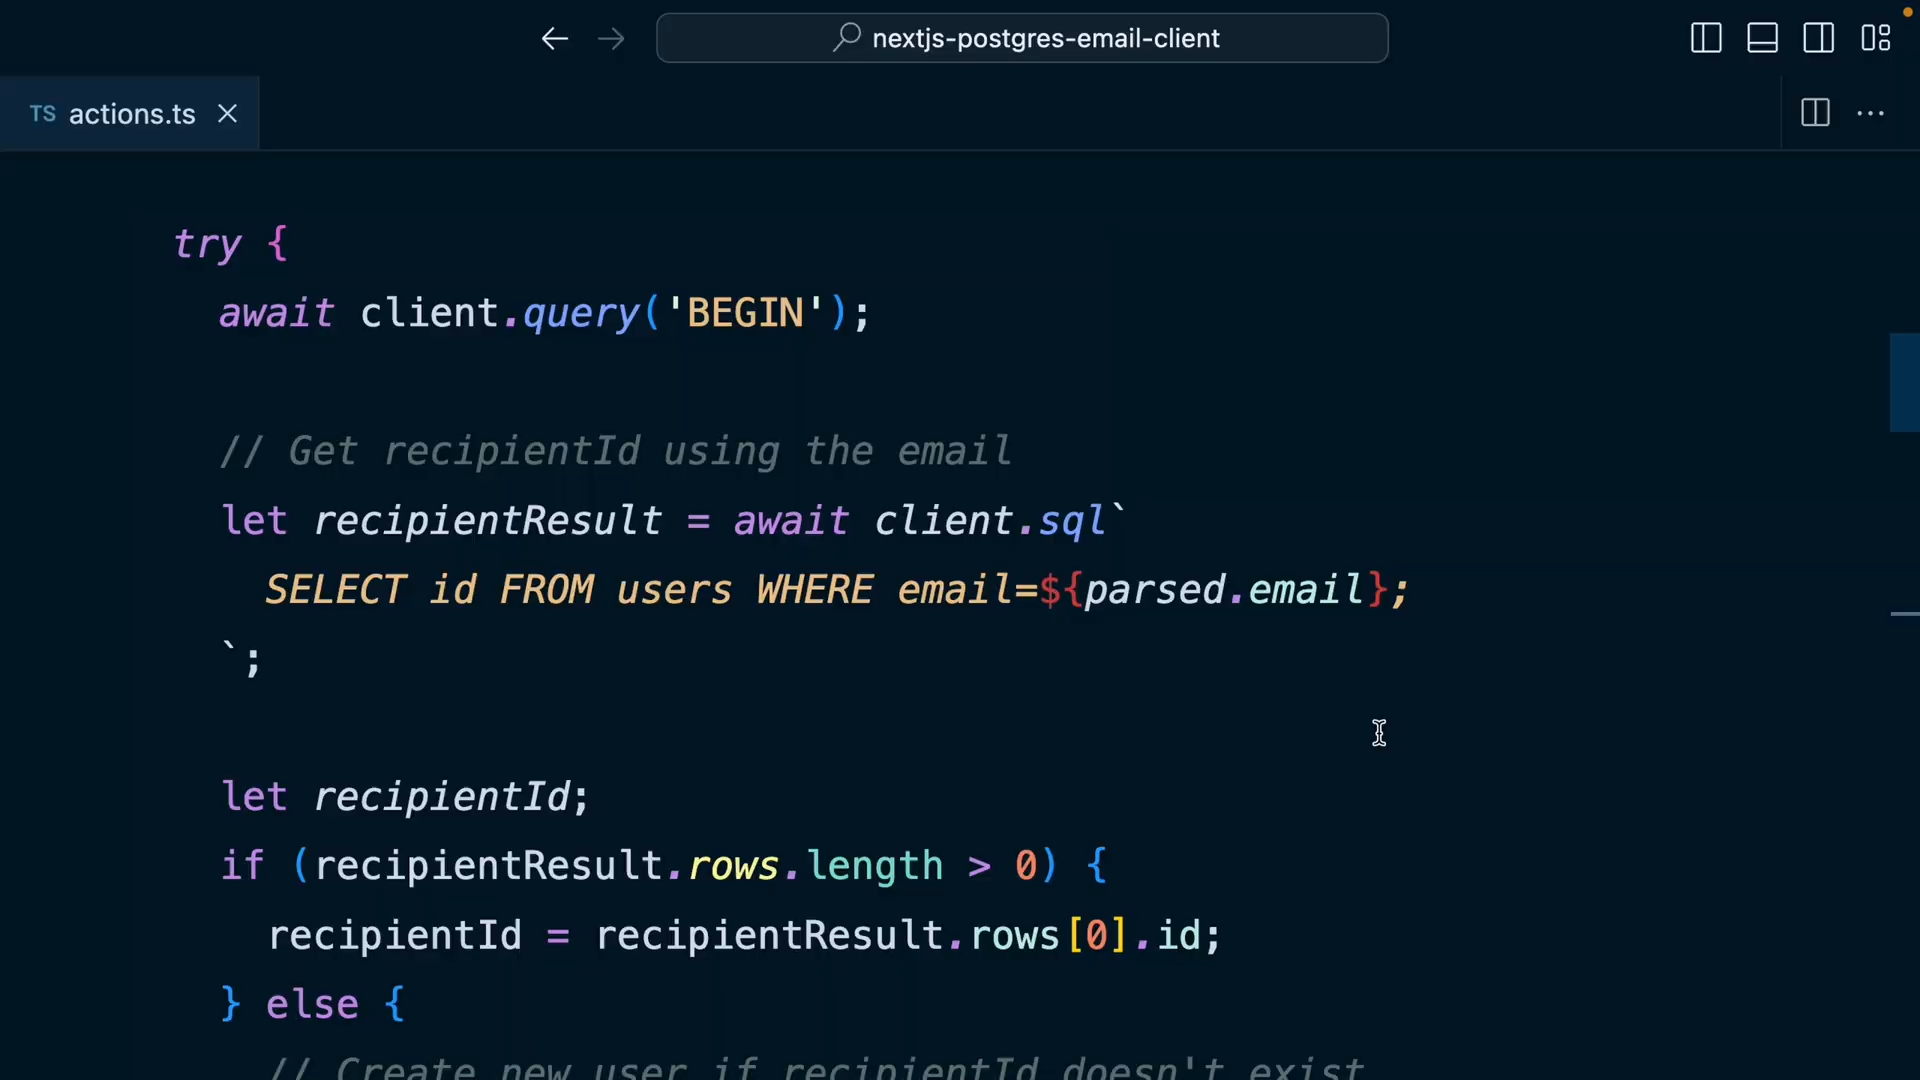 nextjs-postgres-email-client
TS actions.ts
try {
await client.query('BEGIN');
// Get recipientId using the email
let recipientResult = await client.sql`
SELECT id FROM users WHERE email=${parsed.email};
`;
let recipientId;
if (recipientResult.rows.length > 0) {
recipientId = recipientResult.rows[0].id;
} else {
// Create new user if recipientId doesn't exist